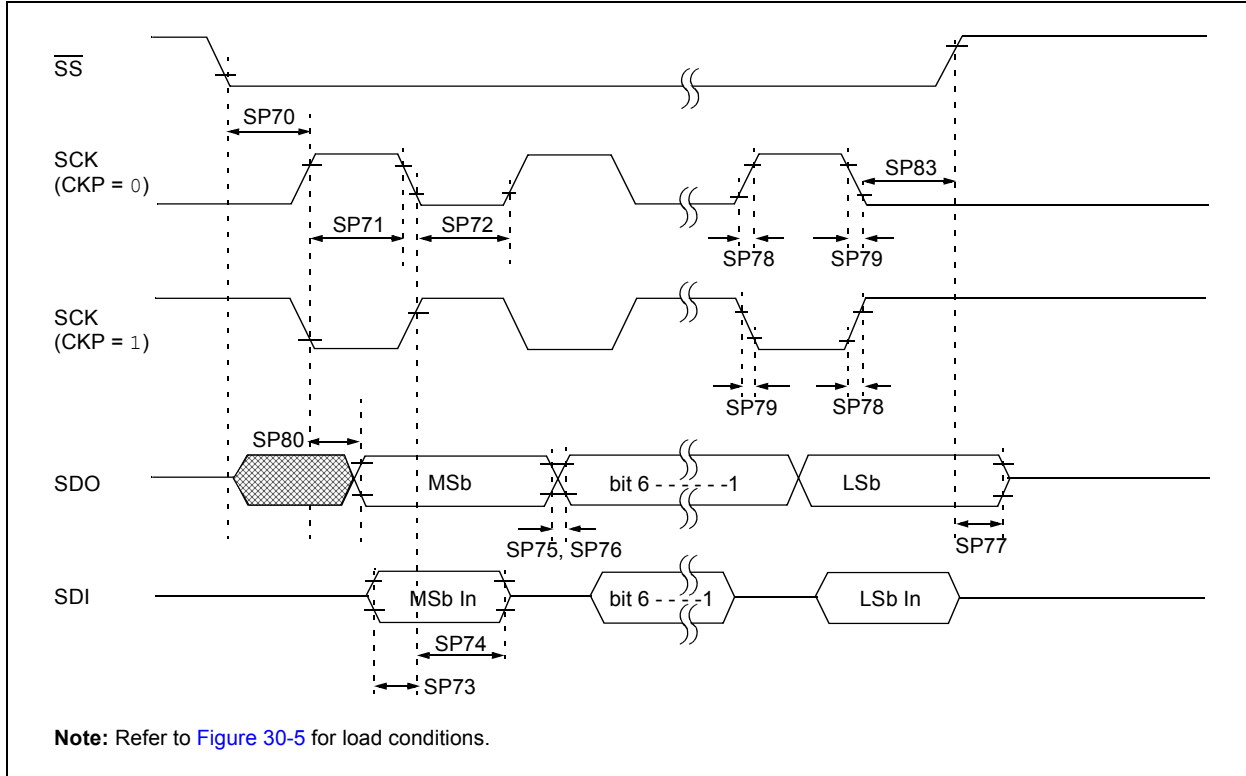 SS
SP70
SCK
(CKP = 0)
SP83
SP71
SP72
SP78
SP79
SCK
(CKP = 1)
SP79
SP78
SP80
SDO
MSb
bit 6 - - - - - -1
LSb
SP75, SP76
SP77
SDI
MSb In
bit 6 - - - -1
LSb In
SP74
SP73
Note: Refer to Figure 30-5 for load conditions.